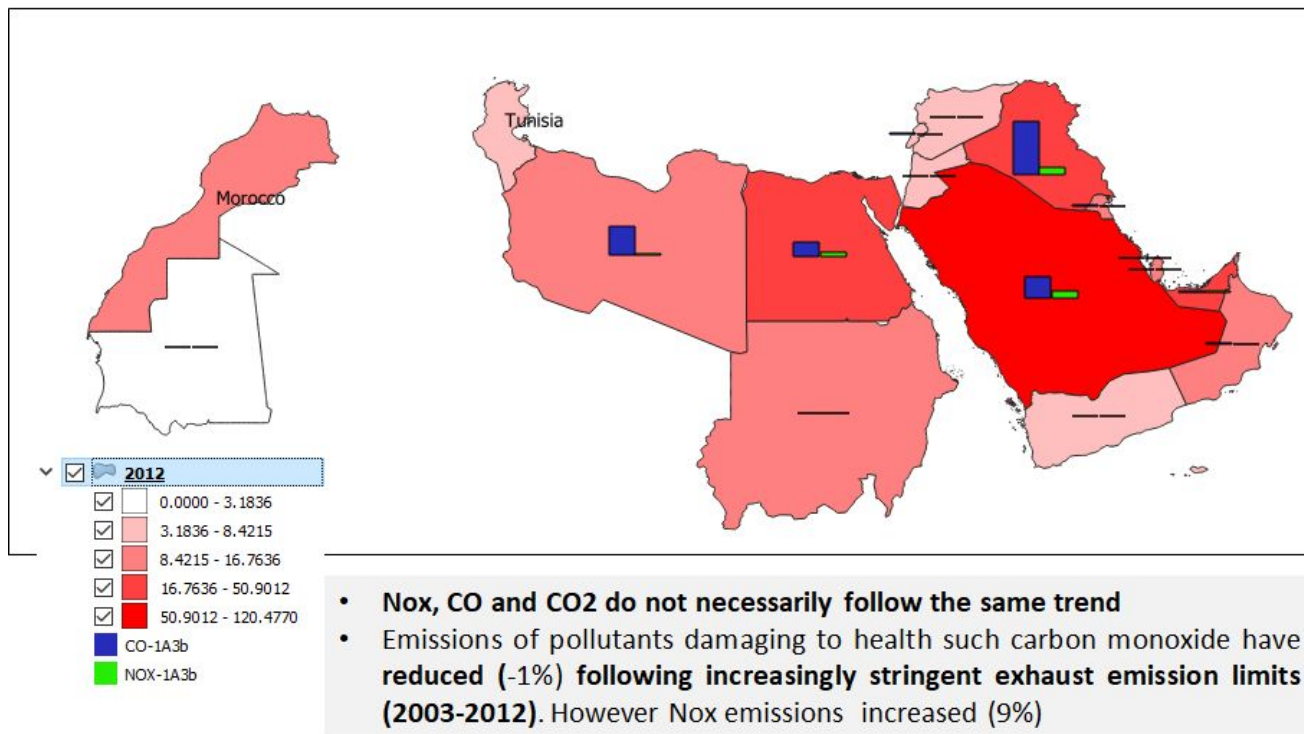 Tunisia
Morocco
2012
0.0000 - 3.1836
3.1836 - 8.4215
8.4215 - 16.7636
16.7636 - 50.9012
50.9012 - 120.4770
CO-1A3b
NOX-1A3b
• Nox, CO and CO2 do not necessarily follow the same trend
• Emissions of pollutants damaging to health such carbon monoxide have
reduced (-1%) following increasingly stringent exhaust emission limits
(2003-2012). However Nox emissions increased (9%)